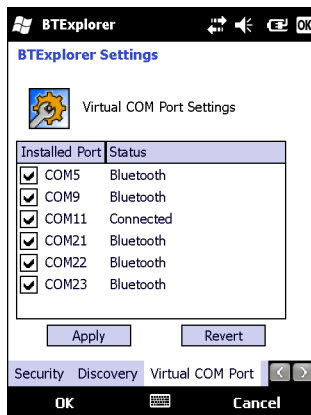 BTExplorer OK
BTExplorer Settings
Virtual COM Port Settings
Installed Port Status
COM5 Bluetooth
COM9 Bluetooth
COM11 Connected
COM21 Bluetooth
COM22 Bluetooth
COM23 Bluetooth
Apply Revert
Security Discovery Virtual COM Port
OK Cancel